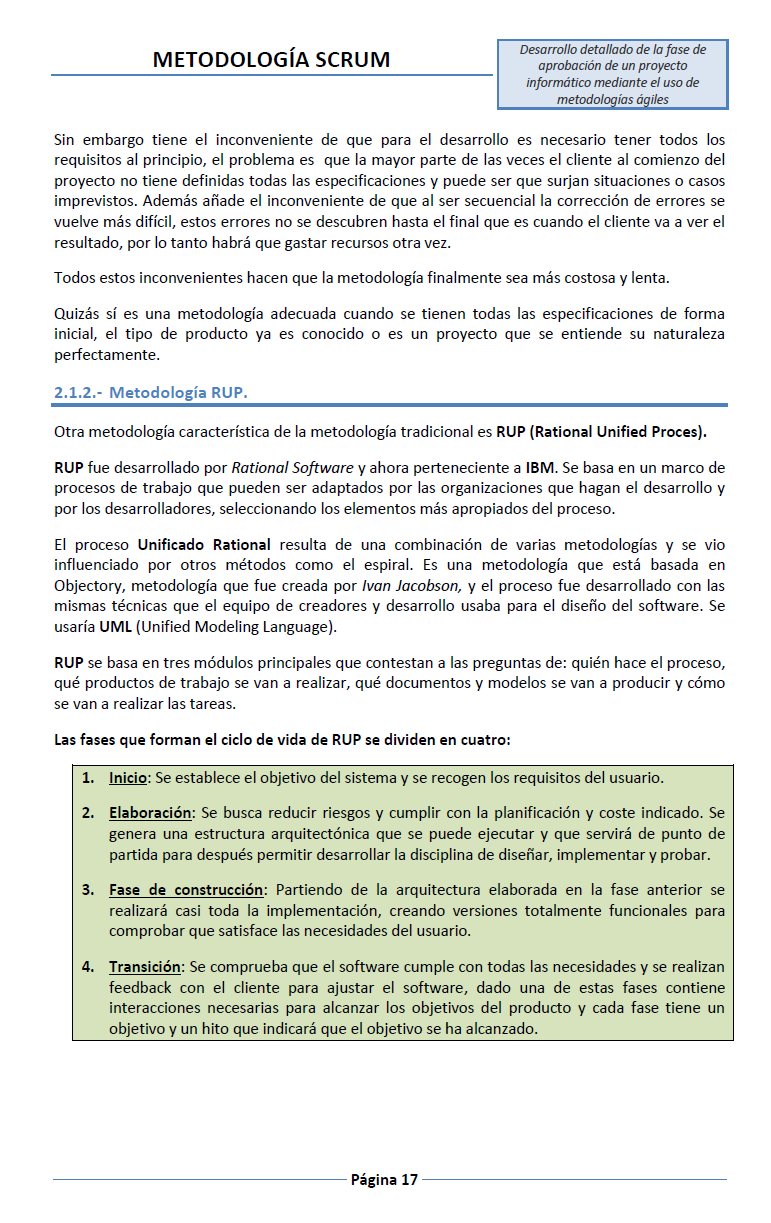 METODOLOGÍA SCRUM
Desarrollo detallado de la fase de
aprobación de un proyecto
informático mediante el uso de
metodologías ágiles
Sin embargo tiene el inconveniente de que para el desarrollo es necesario tener todos los
requisitos al principio, el problema es que la mayor parte de las veces el cliente al comienzo del
proyecto no tiene definidas todas las especificaciones y puede ser que surjan situaciones o casos
imprevistos. Además añade el inconveniente de que al ser secuencial la corrección de errores se
vuelve más difícil, estos errores no se descubren hasta el final que es cuando el cliente va a ver el
resultado, por lo tanto habrá que gastar recursos otra vez.
Todos estos inconvenientes hacen que la metodología finalmente sea más costosa y lenta.
Quizás sí es una metodología adecuada cuando se tienen todas las especificaciones de forma
inicial, el tipo de producto ya es conocido o es un proyecto que se entiende su naturaleza
perfectamente.
2.1.2.- Metodología RUP.
Otra metodología característica de la metodología tradicional es RUP (Rational Unified Proces).
RUP fue desarrollado por Rational Software y ahora perteneciente a IBM. Se basa en un marco de
procesos de trabajo que pueden ser adaptados por las organizaciones que hagan el desarrollo y
por los desarrolladores, seleccionando los elementos más apropiados del proceso.
El proceso Unificado Rational resulta de una combinación de varias metodologías y se vio
influenciado por otros métodos como el espiral. Es una metodología que está basada en
Objectory, metodología que fue creada por Ivan Jacobson, y el proceso fue desarrollado con las
mismas técnicas que el equipo de creadores y desarrollo usaba para el diseño del software. Se
usaría UML (Unified Modeling Language).
RUP se basa en tres módulos principales que contestan a las preguntas de: quién hace el proceso,
qué productos de trabajo se van a realizar, qué documentos y modelos se van a producir y cómo
se van a realizar las tareas.
Las fases que forman el ciclo de vida de RUP se dividen en cuatro:
1. Inicio: Se establece el objetivo del sistema y se recogen los requisitos del usuario.
2. Elaboración: Se busca reducir riesgos y cumplir con la planificación y coste indicado. Se
genera una estructura arquitectónica que se puede ejecutar y que servirá de punto de
partida para después permitir desarrollar la disciplina de diseñar, implementar y probar.
3. Fase de construcción: Partiendo de la arquitectura elaborada en la fase anterior se
realizará casi toda la implementación, creando versiones totalmente funcionales para
comprobar que satisface las necesidades del usuario.
4. Transición: Se comprueba que el software cumple con todas las necesidades y se realizan
feedback con el cliente para ajustar el software, dado una de estas fases contiene
interacciones necesarias para alcanzar los objetivos del producto y cada fase tiene un
objetivo y un hito que indicará que el objetivo se ha alcanzado.
Página 17